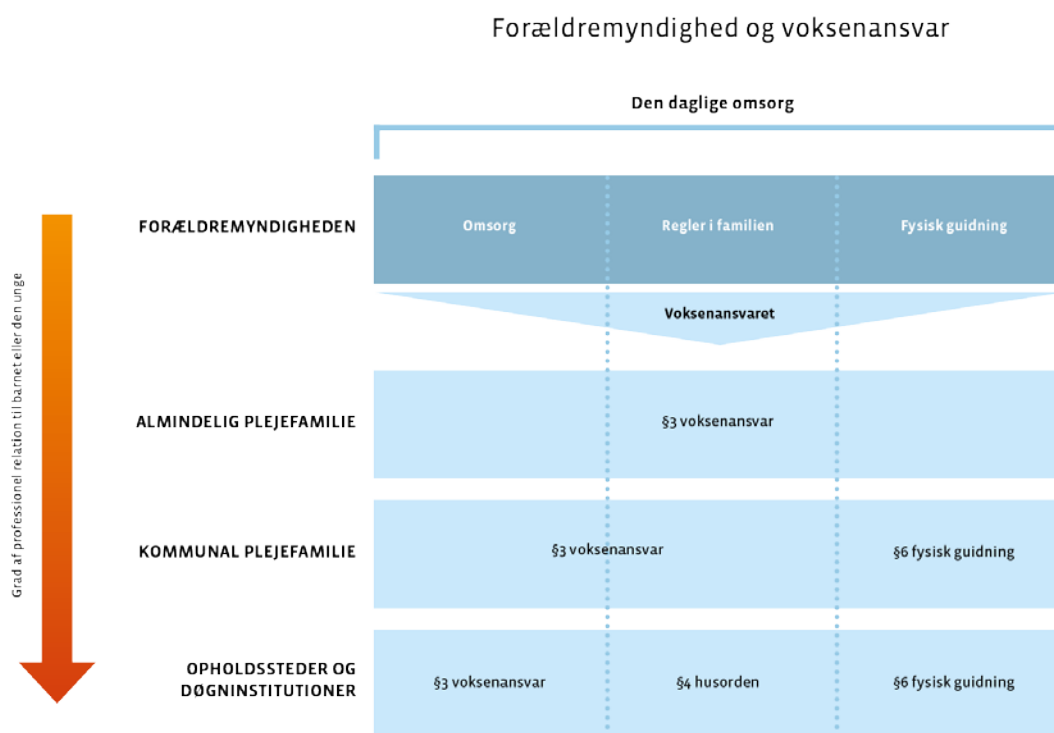 Forældremyndighed og voksenansvar
Den daglige omsorg
FORÆLDREMYNDIGHEDEN
Omsorg
Regler i familien
Fysisk guidning
Voksenansvaret
ALMINDELIG PLEJEFAMILIE
§3 voksenansvar
KOMMUNAL PLEJEFAMILIE
§3 voksenansvar
§6 fysisk guidning
OPHOLDSSTEDER OG
DØGNINSTITUTIONER
§3 voksenansvar
§4 husorden
§6 fysisk guidning
Grad af professionel relation til barnet eller den unge